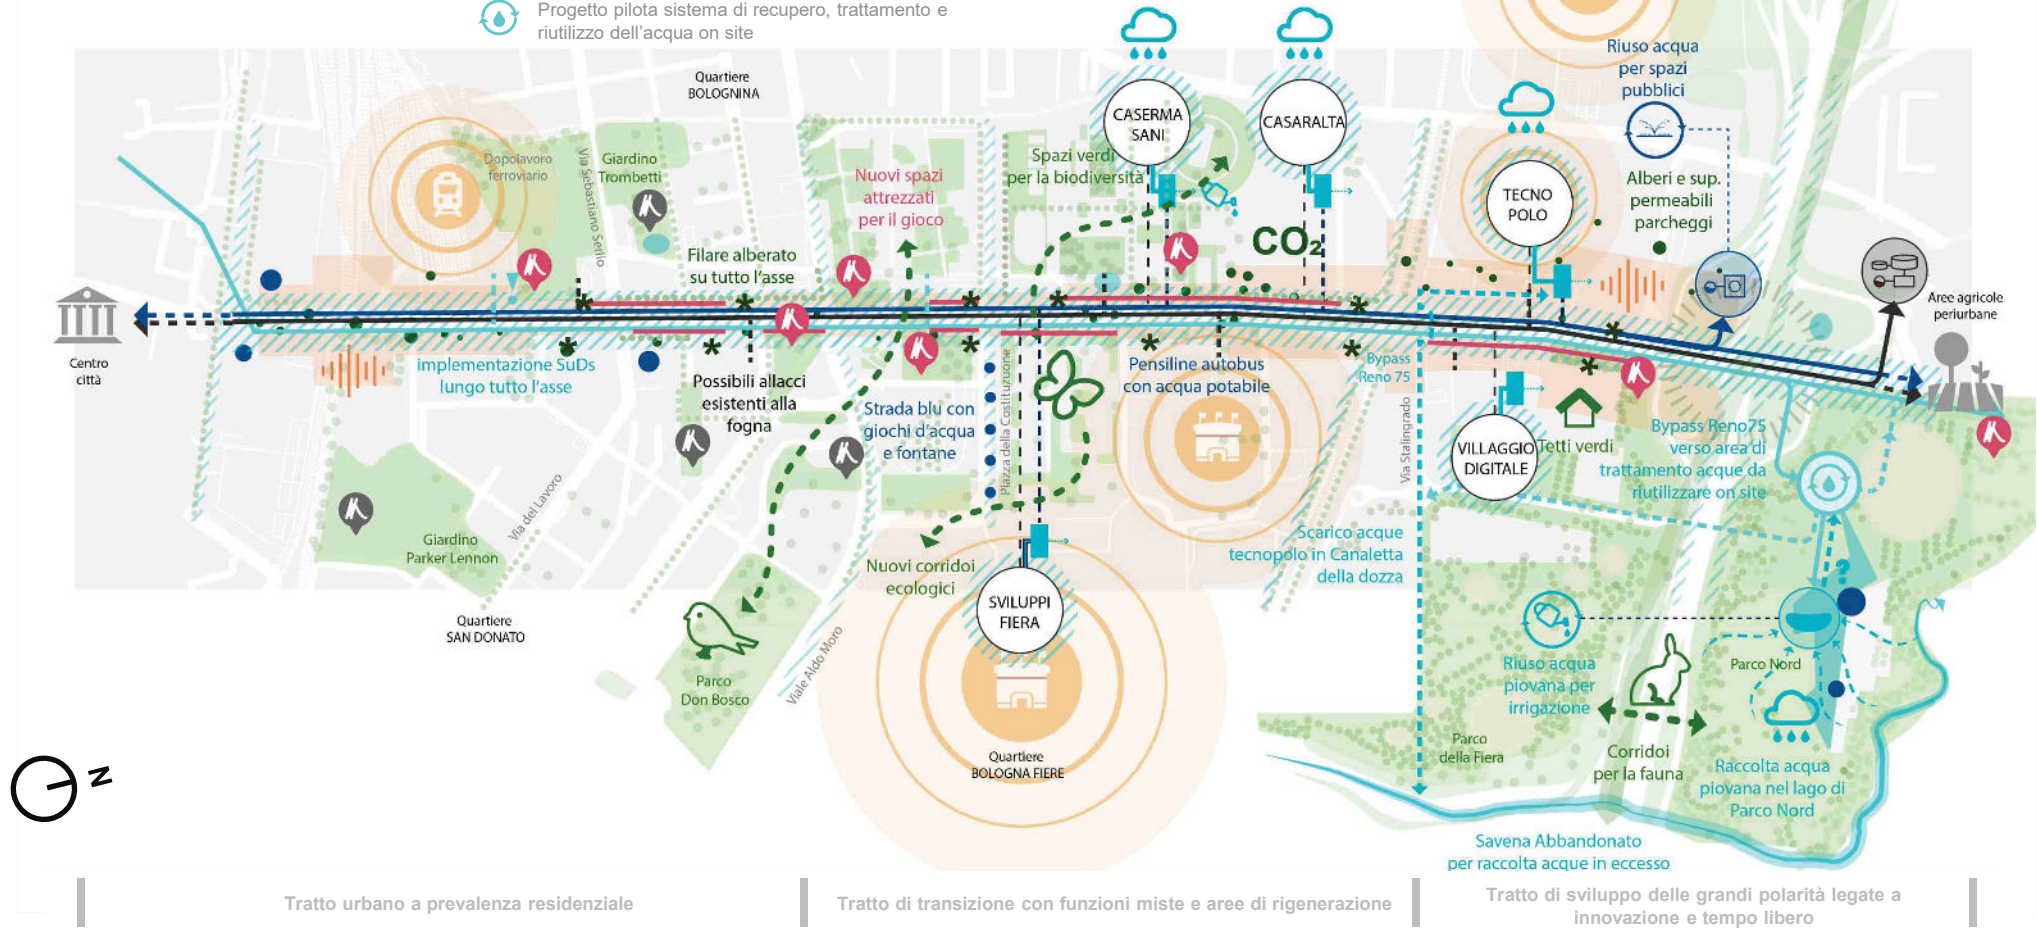 Progetto pilota sistema di recupero, trattamento e
riutilizzo dell'acqua on site
Quartiere
BOLOGNINA
Dopolavoro
ferroviario
Via Sebastiano Serlio
Giardino
Trombetti
Filare alberato
su tutto l'asse
Nuovi spazi
attrezzati
per il gioco
Spazi verdi
per la biodiversità
CASERMA
SANI
CASARALTA
CO₂
TECNO
POLO
Riuso acqua
per spazi
pubblici
Alberi e sup.
permeabili
parcheggi
Aree agricole
periurbane
Centro
città
implementazione SuDs
lungo tutto l'asse
Possibili allacci
esistenti alla
fogna
Strada blu con
giochi d'acqua
e fontane
Piazza della Costituzuone
Pensiline autobus
con acqua potabile
Bypass
Reno 75
Via Stalingrado
VILLAGGIO
DIGITALE
Tetti verdi
Bypass Reno75
verso area di
trattamento acque da
riutilizzare on site
Scarico acque
tecnopolo in Canaletta
della dozza
Giardino
Parker Lennon
Via del Lavoro
Quartiere
SAN DONATO
Nuovi corridoi
ecologici
SVILUPPI
FIERA
Parco
Don Bosco
Viale Aldo Moro
Quartiere
BOLOGNA FIERE
?
Riuso acqua
piovana per
irrigazione
Parco Nord
Parco
della Fiera
Corridoi
per la fauna
Raccolta acqua
piovana nel lago di
Parco Nord
Savena Abbandonato
per raccolta acque in eccesso
N
Tratto urbano a prevalenza residenziale
Tratto di transizione con funzioni miste e aree di rigenerazione
Tratto di sviluppo delle grandi polarità legate a
innovazione e tempo libero